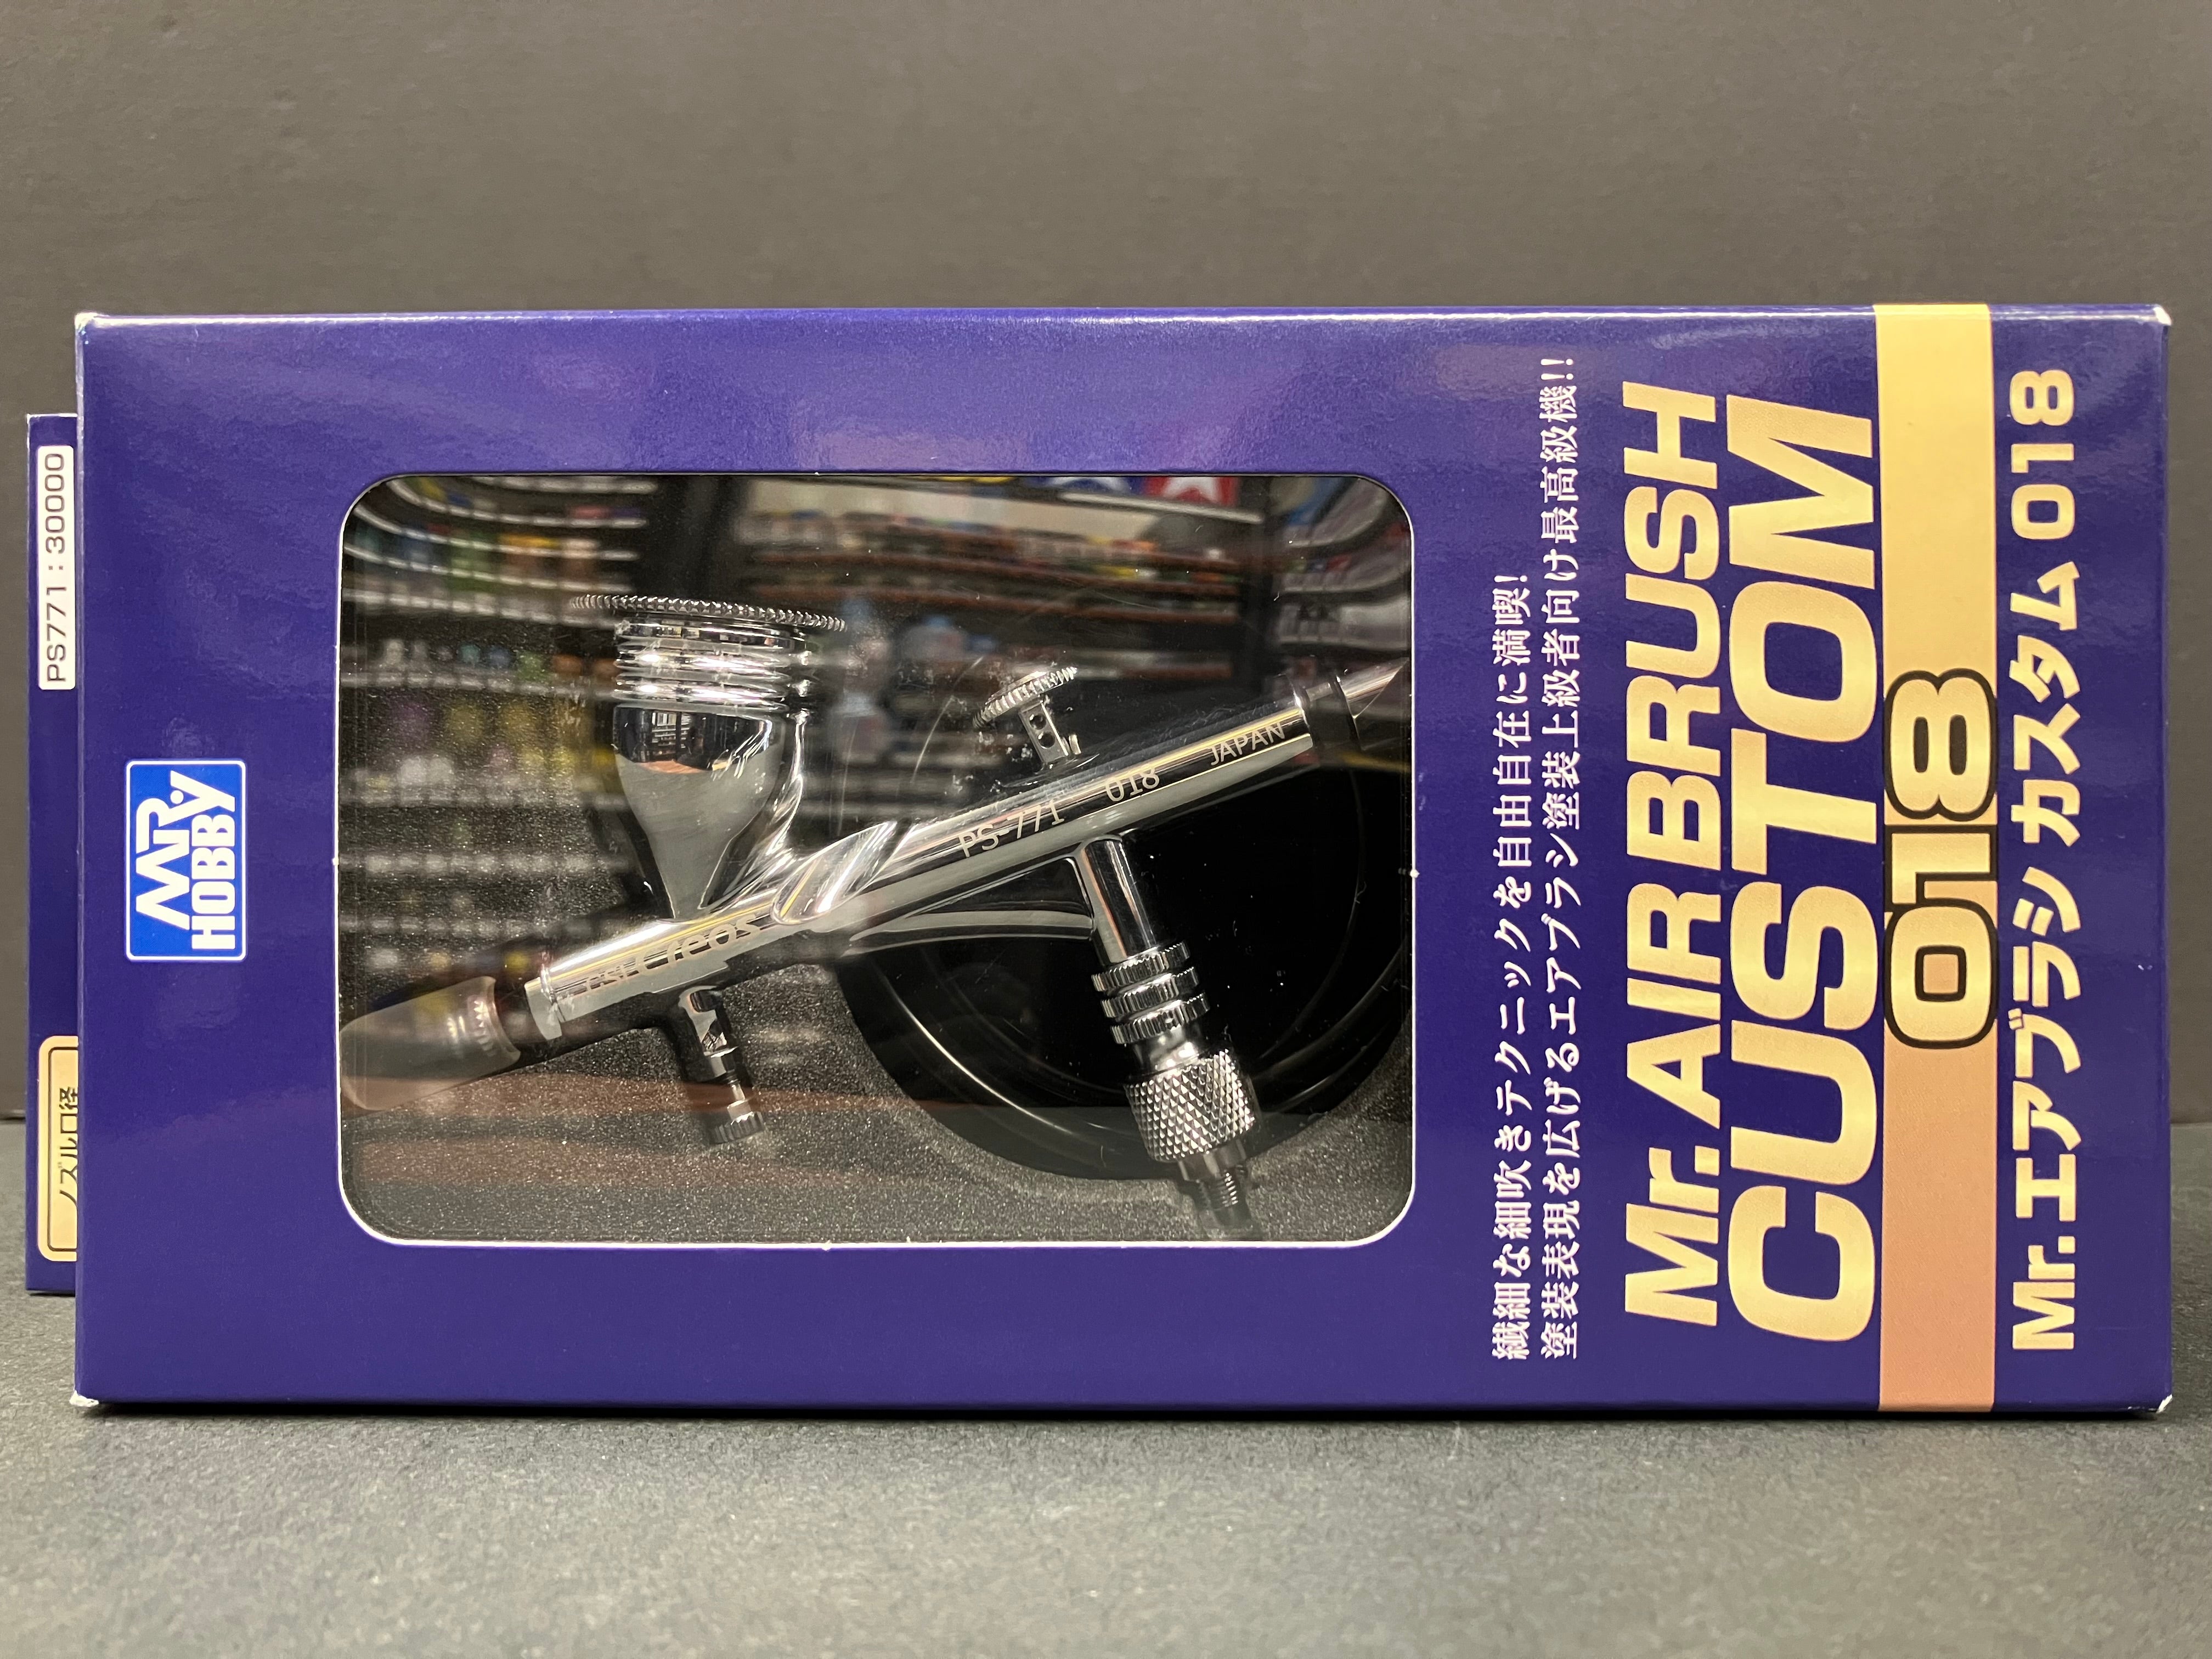 PS771:30000
ノズル口径
MR.
HOBBY
GSI Creos
PS-771 018 JAPAN
繊細な細吹きテクニックを自由自在に満喫!
塗装表現を広げるエアブラシ塗装上級者向け最高級機!!
Mr. AIR BRUSH
CUSTOM
018
Mr.エアブラシ カスタム 018